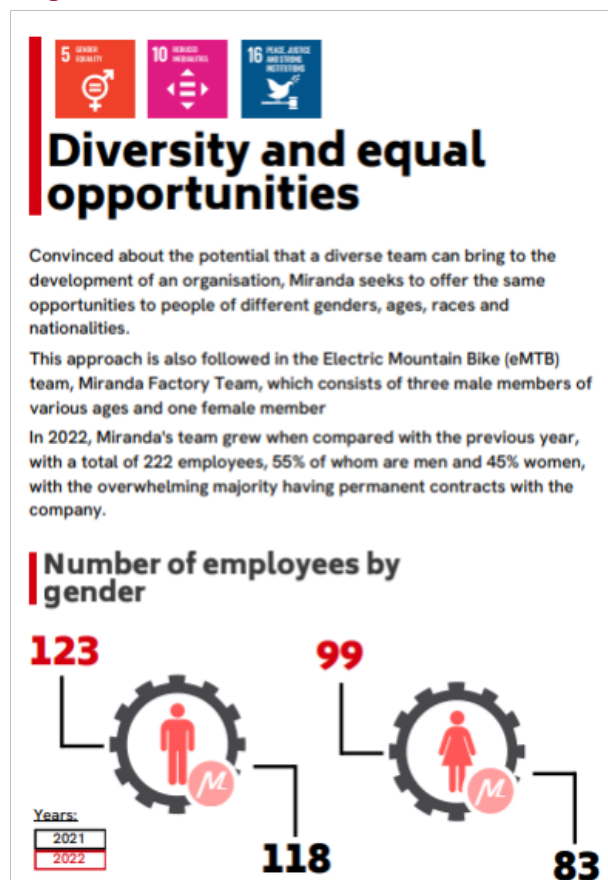 5 GENDER
EQUALITY
10 REDUCED
INEQUALITIES
16 PEACE, JUSTICE
AND STRONG
INSTITUTIONS
Diversity and equal
opportunities
Convinced about the potential that a diverse team can bring to the
development of an organisation, Miranda seeks to offer the same
opportunities to people of different genders, ages, races and
nationalities.
This approach is also followed in the Electric Mountain Bike (eMTB)
team, Miranda Factory Team, which consists of three male members of
various ages and one female member
In 2022, Miranda's team grew when compared with the previous year,
with a total of 222 employees, 55% of whom are men and 45% women,
with the overwhelming majority having permanent contracts with the
company.
Number of employees by
gender
123
99
Years:
2021
2022
118
83